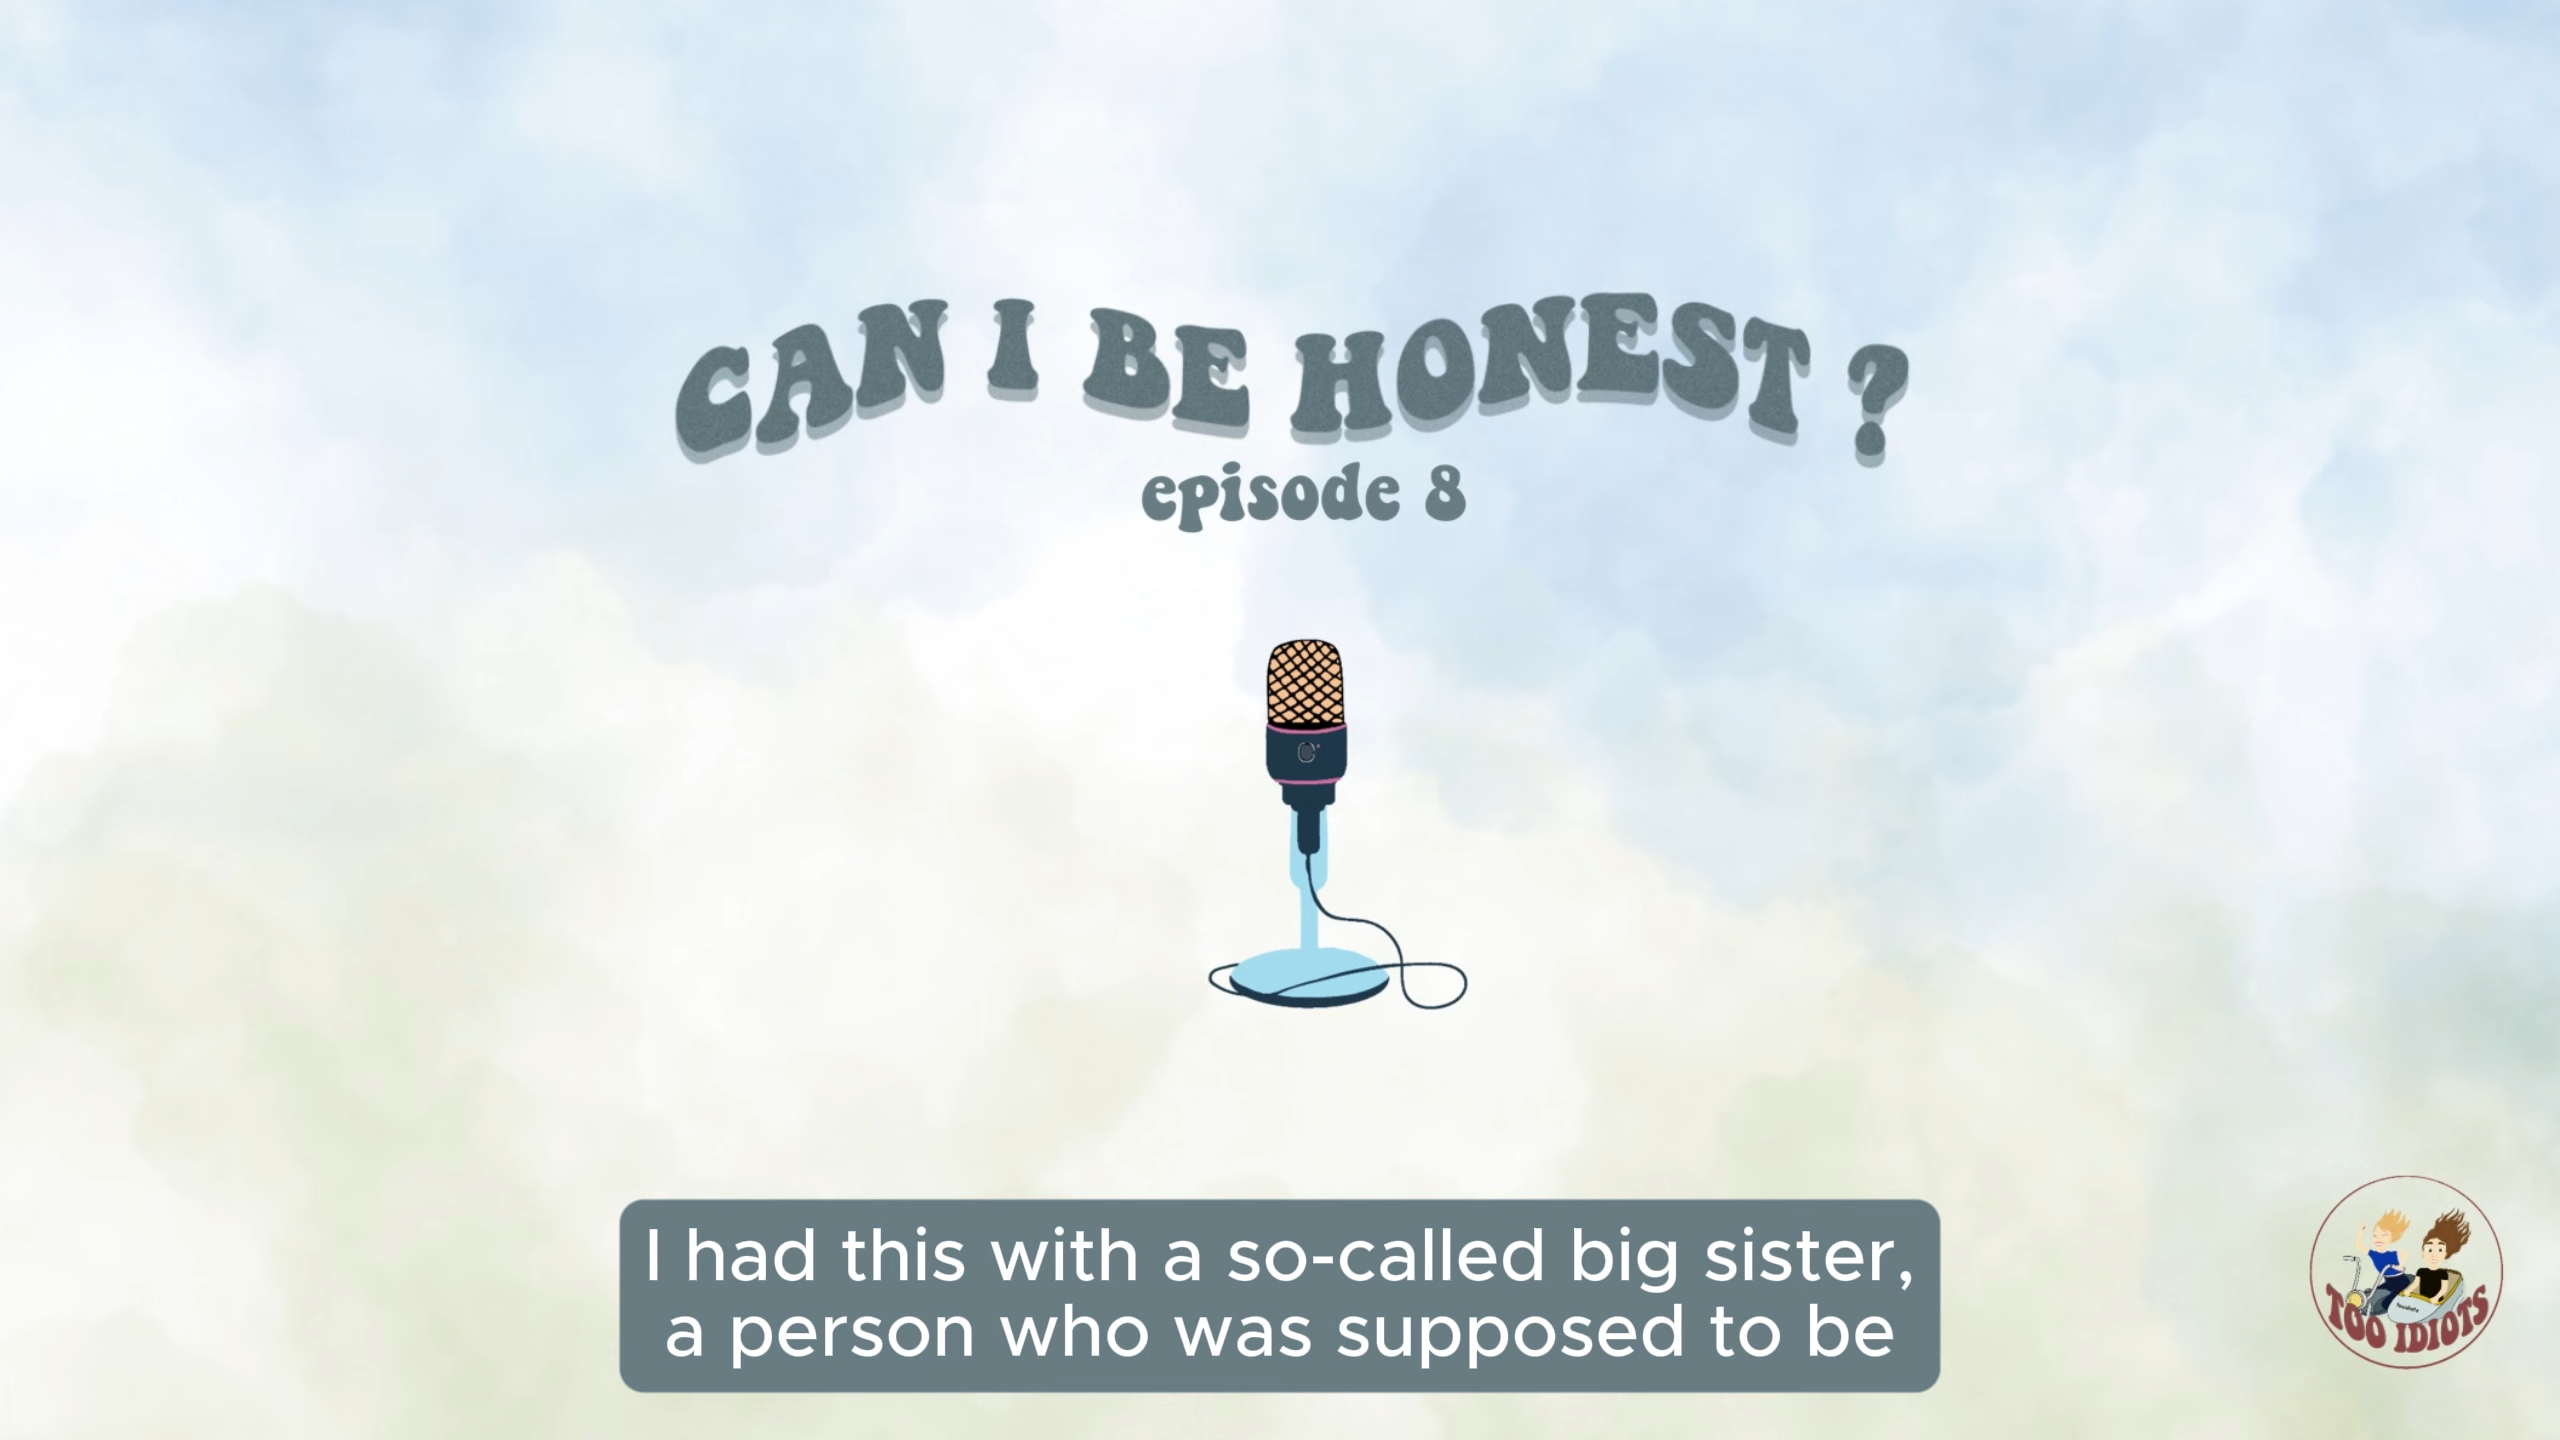 CAN I BE HONEST ?
episode 8
I had this with a so-called big sister,
a person who was supposed to be
TOO IDIOTS